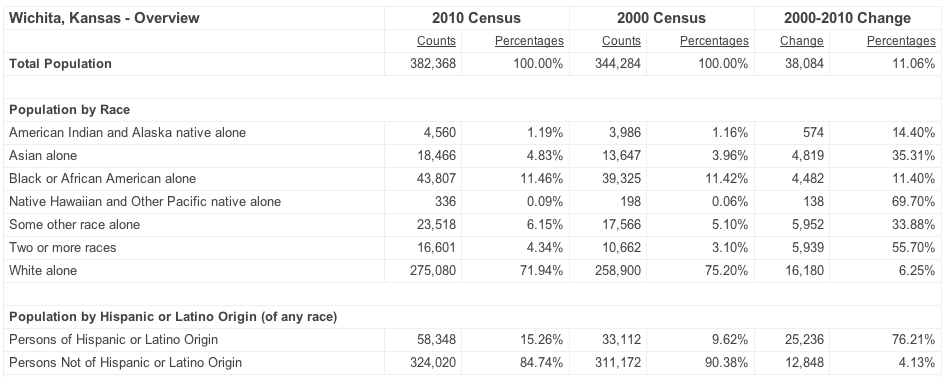 Wichita, Kansas - Overview 2010 Census 2000 Census 2000-2010 Change
Counts Percentages Counts Percentages Change Percentages
Total Population 382,368 100.00% 344,284 100.00% 38,084 11.06%
Population by Race
American Indian and Alaska native alone 4,560 1.19% 3,986 1.16% 574 14.40%
Asian alone 18,466 4.83% 13,647 3.96% 4,819 35.31%
Black or African American alone 43,807 11.46% 39,325 11.42% 4,482 11.40%
Native Hawaiian and Other Pacific native alone 336 0.09% 198 0.06% 138 69.70%
Some other race alone 23,518 6.15% 17,566 5.10% 5,952 33.88%
Two or more races 16,601 4.34% 10,662 3.10% 5,939 55.70%
White alone 275,080 71.94% 258,900 75.20% 16,180 6.25%
Population by Hispanic or Latino Origin (of any race)
Persons of Hispanic or Latino Origin 58,348 15.26% 33,112 9.62% 25,236 76.21%
Persons Not of Hispanic or Latino Origin 324,020 84.74% 311,172 90.38% 12,848 4.13%